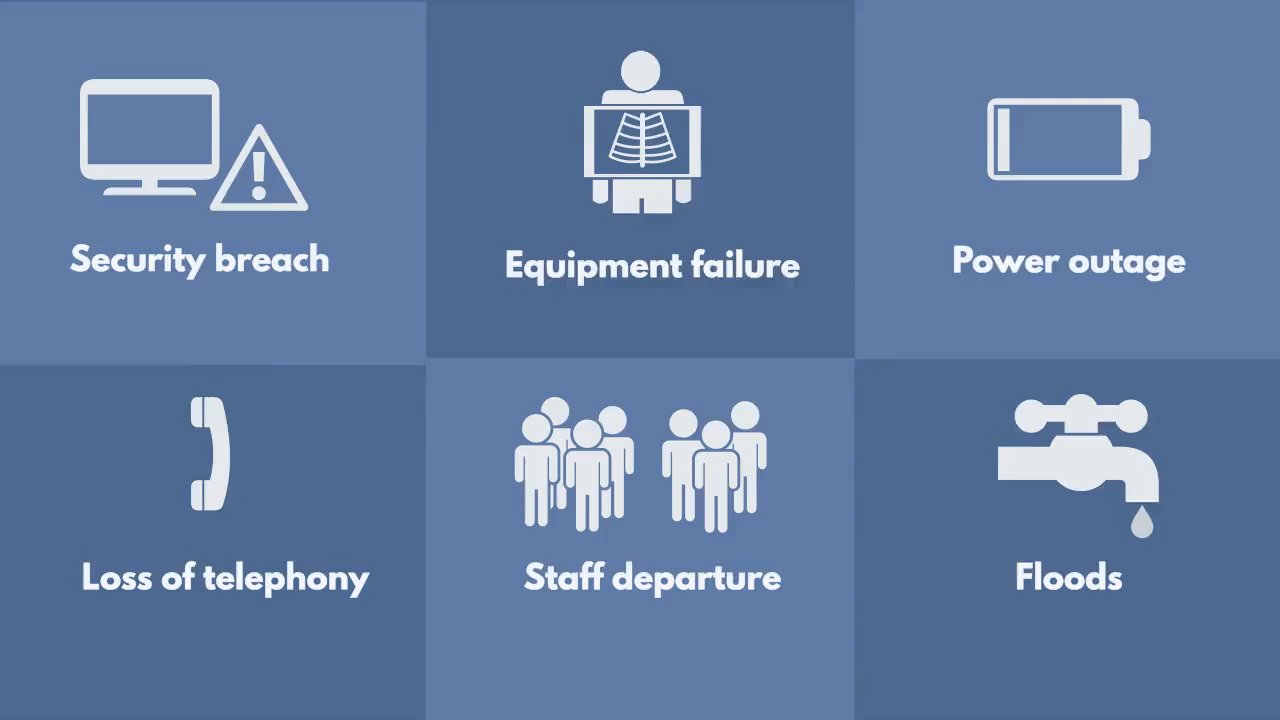 Security breach
Equipment failure
Power outage
Loss of telephony
Staff departure
Floods